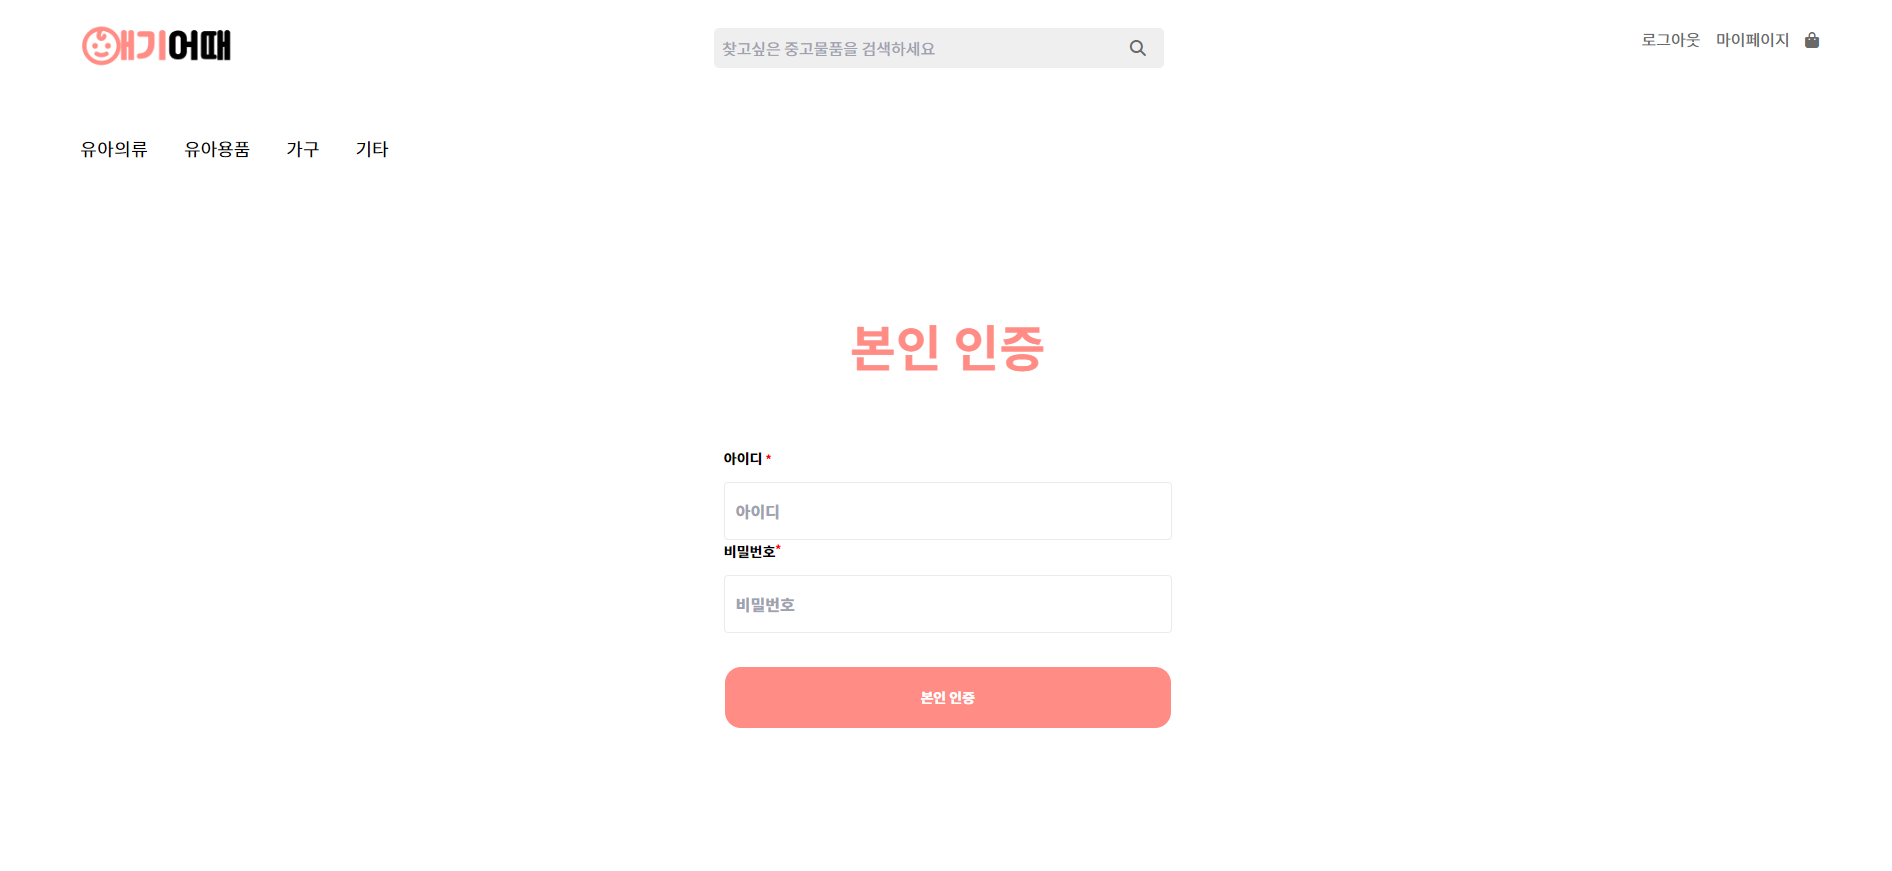 애기어때
찾고싶은 중고물품을 검색하세요
로그아웃 마이페이지
유아의류 유아용품 가구 기타
본인 인증
아이디 *
아이디
비밀번호*
비밀번호
본인 인증